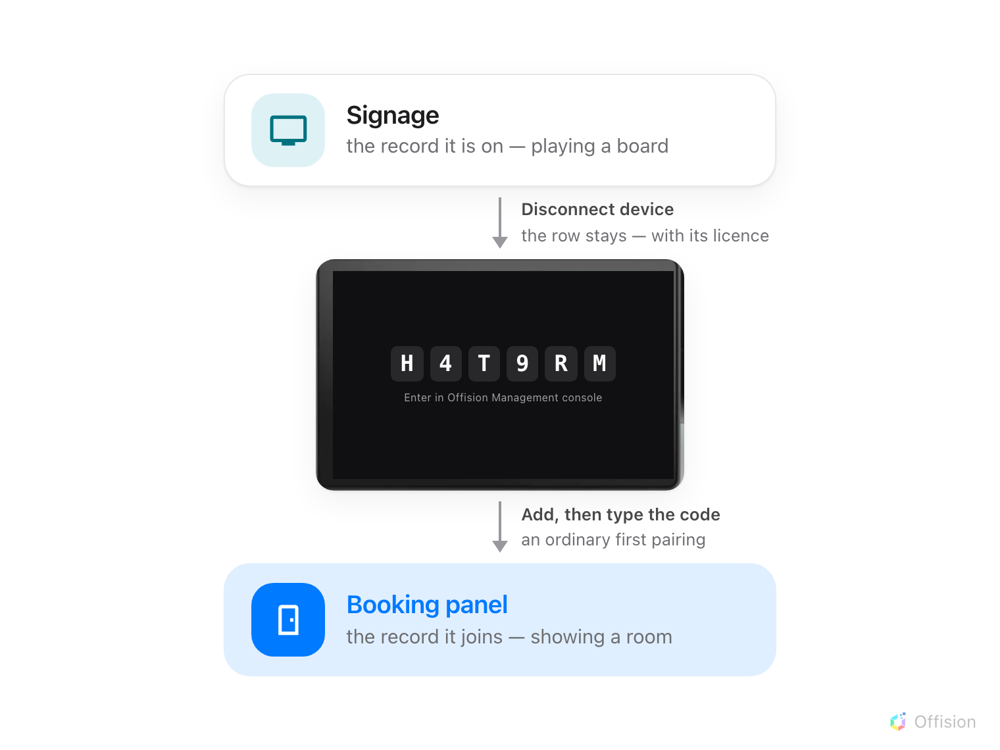 Signage
the record it is on — playing a board
Disconnect device
the row stays — with its licence
H 4 T 9 R M
Enter in Offision Management console
Add, then type the code
an ordinary first pairing
Booking panel
the record it joins — showing a room
Offision